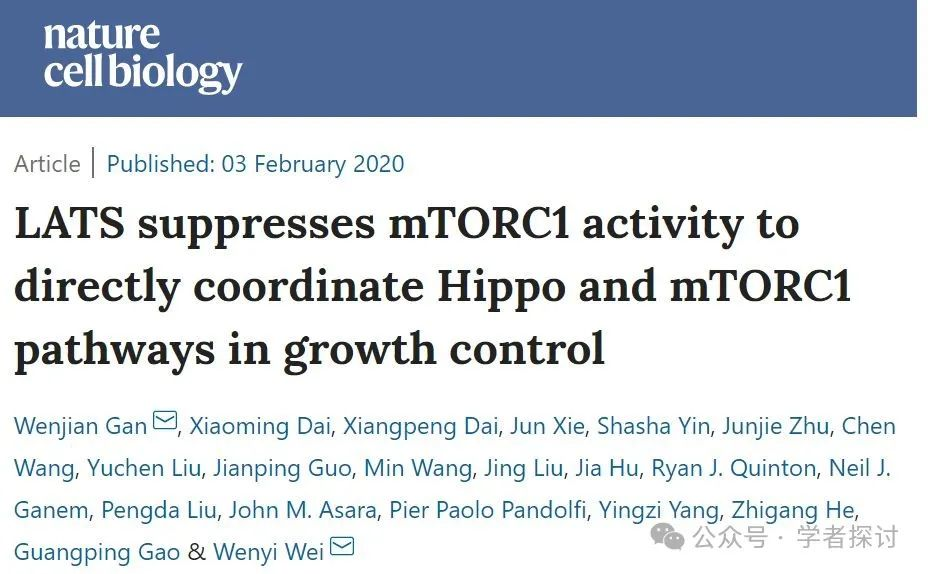 nature
cell biology
Article | Published: 03 February 2020
LATS suppresses mTORC1 activity to
directly coordinate Hippo and mTORC1
pathways in growth control
Wenjian Gan, Xiaoming Dai, Xiangpeng Dai, Jun Xie, Shasha Yin, Junjie Zhu, Chen
Wang, Yuchen Liu, Jianping Guo, Min Wang, Jing Liu, Jia Hu, Ryan J. Quinton, Neil J.
Ganem, Pengda Liu, John M. Asara, Pier Paolo Pandolfi, Yingzi Yang, Zhigang He,
Guangping Gao & Wenyi Wei
公众号 · 学者探讨